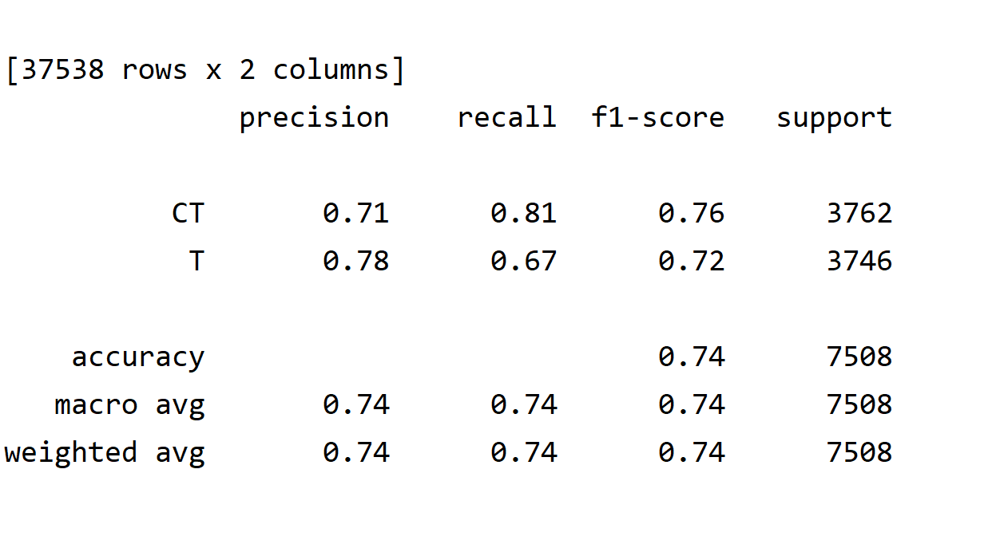 [37538 rows x 2 columns]
precision recall f1-score support
CT 0.71 0.81 0.76 3762
T 0.78 0.67 0.72 3746
accuracy 0.74 7508
macro avg 0.74 0.74 0.74 7508
weighted avg 0.74 0.74 0.74 7508